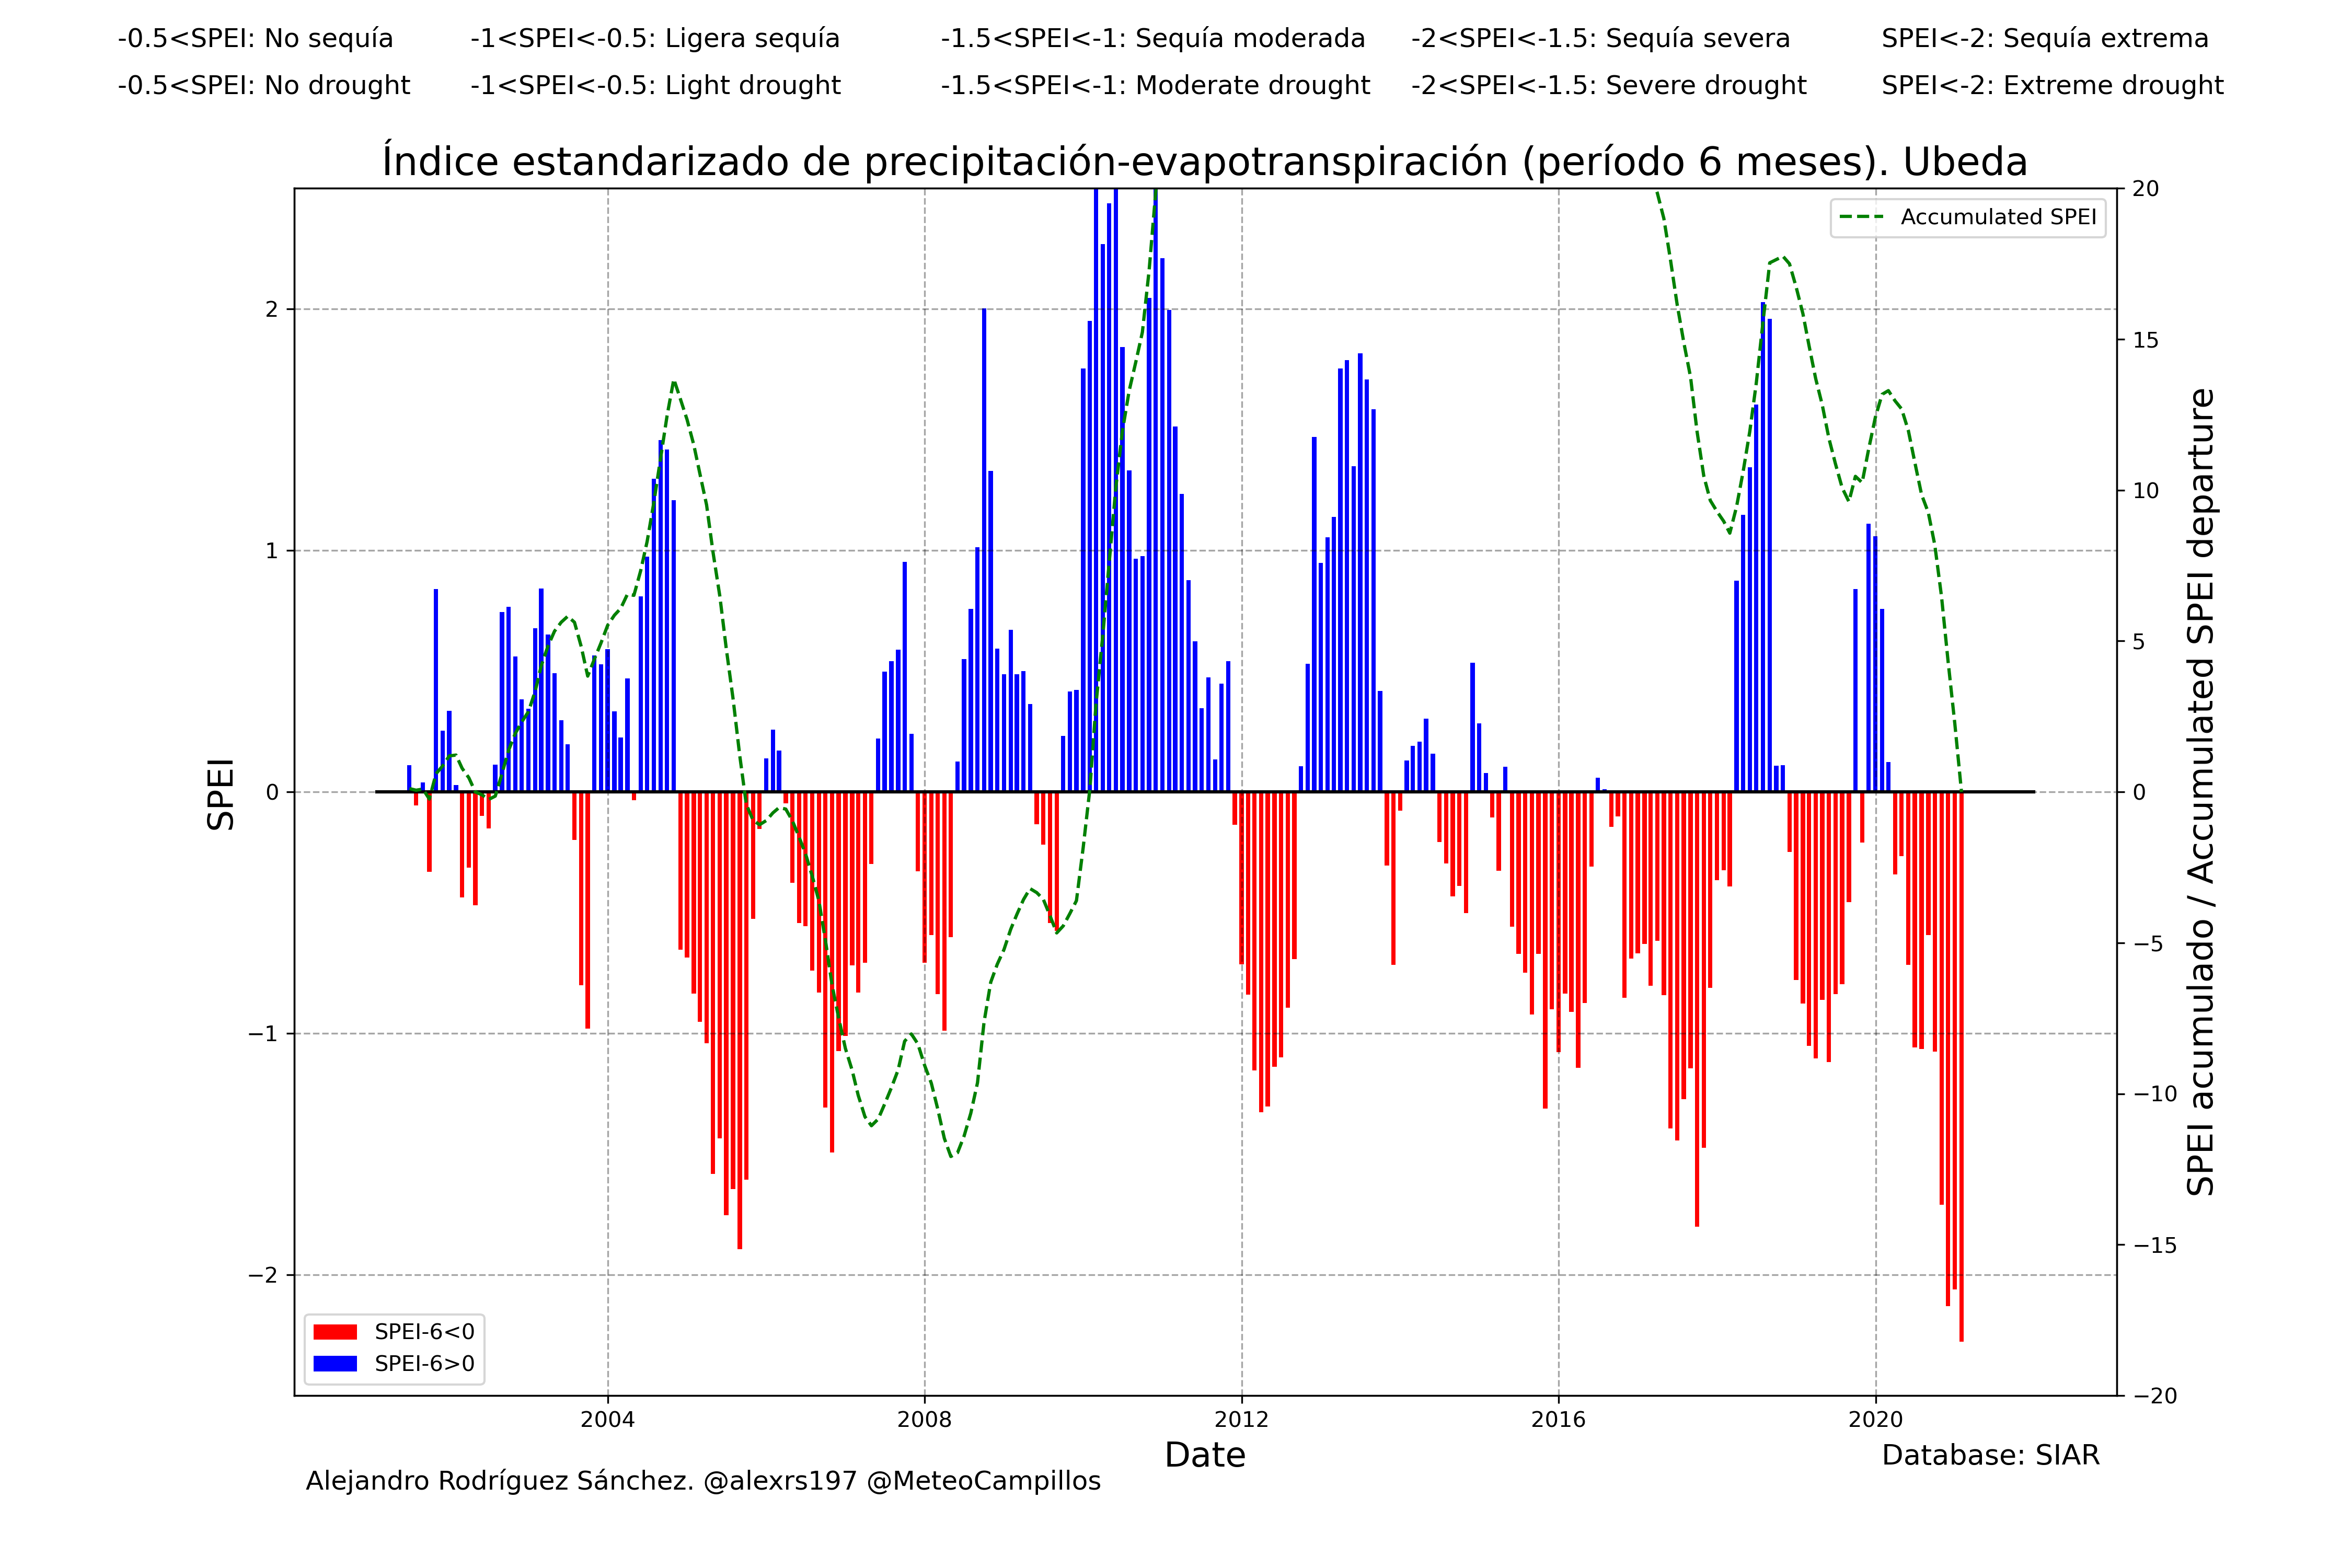 -0.5<SPEI: No sequía -1<SPEI<-0.5: Ligera sequía -1.5<SPEI<-1: Sequía moderada -2<SPEI<-1.5: Sequía severa SPEI<-2: Sequía extrema
-0.5<SPEI: No drought -1<SPEI<-0.5: Light drought -1.5<SPEI<-1: Moderate drought -2<SPEI<-1.5: Severe drought SPEI<-2: Extreme drought
Índice estandarizado de precipitación-evapotranspiración (período 6 meses). Ubeda
Accumulated SPEI
2
1
0
−1
−2
SPEI
20
15
10
5
0
−5
−10
−15
−20
SPEI acumulado / Accumulated SPEI departure
SPEI-6<0
SPEI-6>0
2004 2008 2012 2016 2020
Date
Database: SIAR
Alejandro Rodríguez Sánchez. @alexrs197 @MeteoCampillos